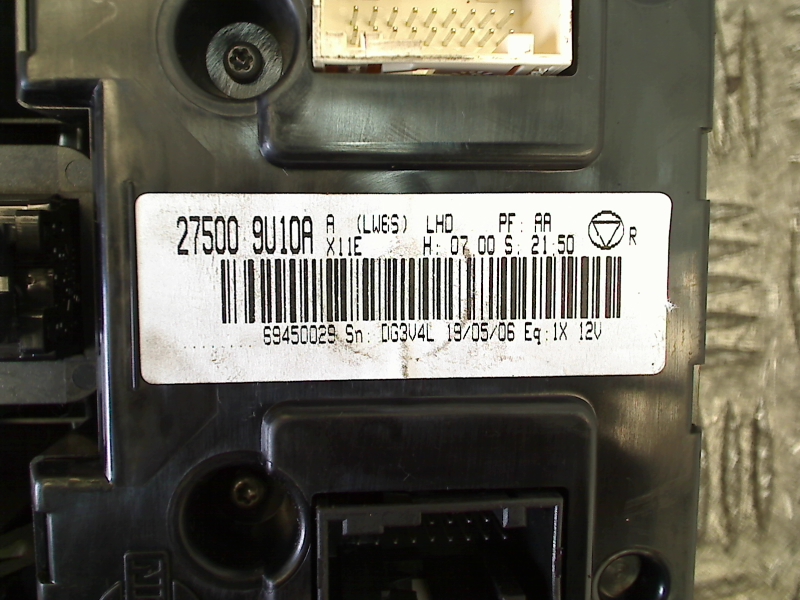 27500 9U10A A (LW&S) LHD PF: AA
X11E H: 07.00 S: 21:50 R
69450029 Sn: DG3V4L 19/05/06 Eq:1X 12V
NI